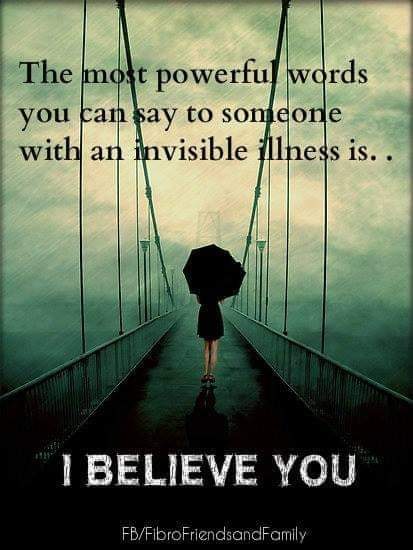 The most powerful words
you can say to someone
with an invisible illness is. .
I BELIEVE YOU
FB/FibroFriendsandFamily